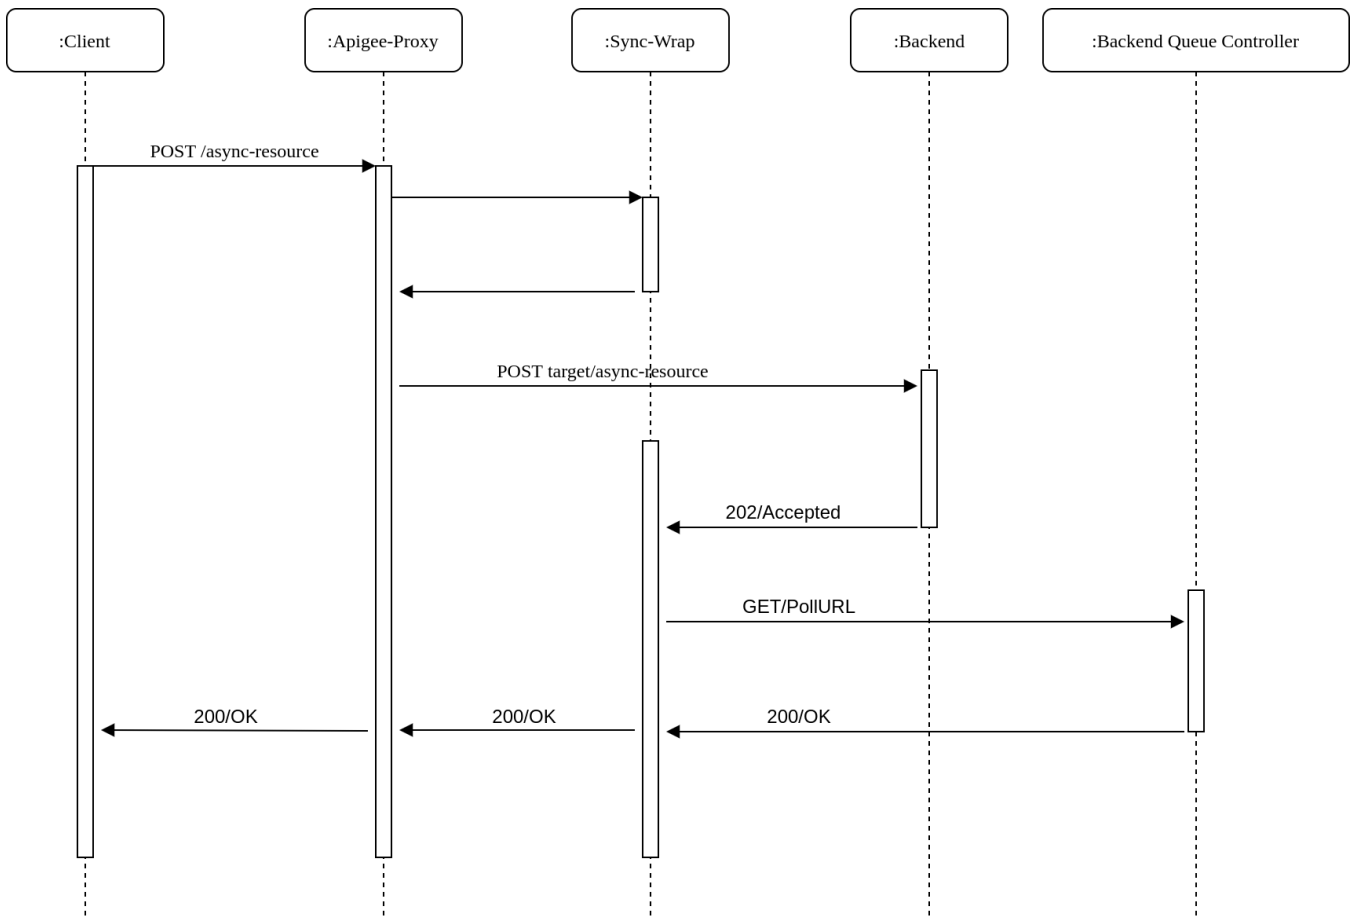 :Client
:Apigee-Proxy
:Sync-Wrap
:Backend
:Backend Queue Controller
POST /async-resource
POST target/async-resource
202/Accepted
GET/PollURL
200/OK
200/OK
200/OK